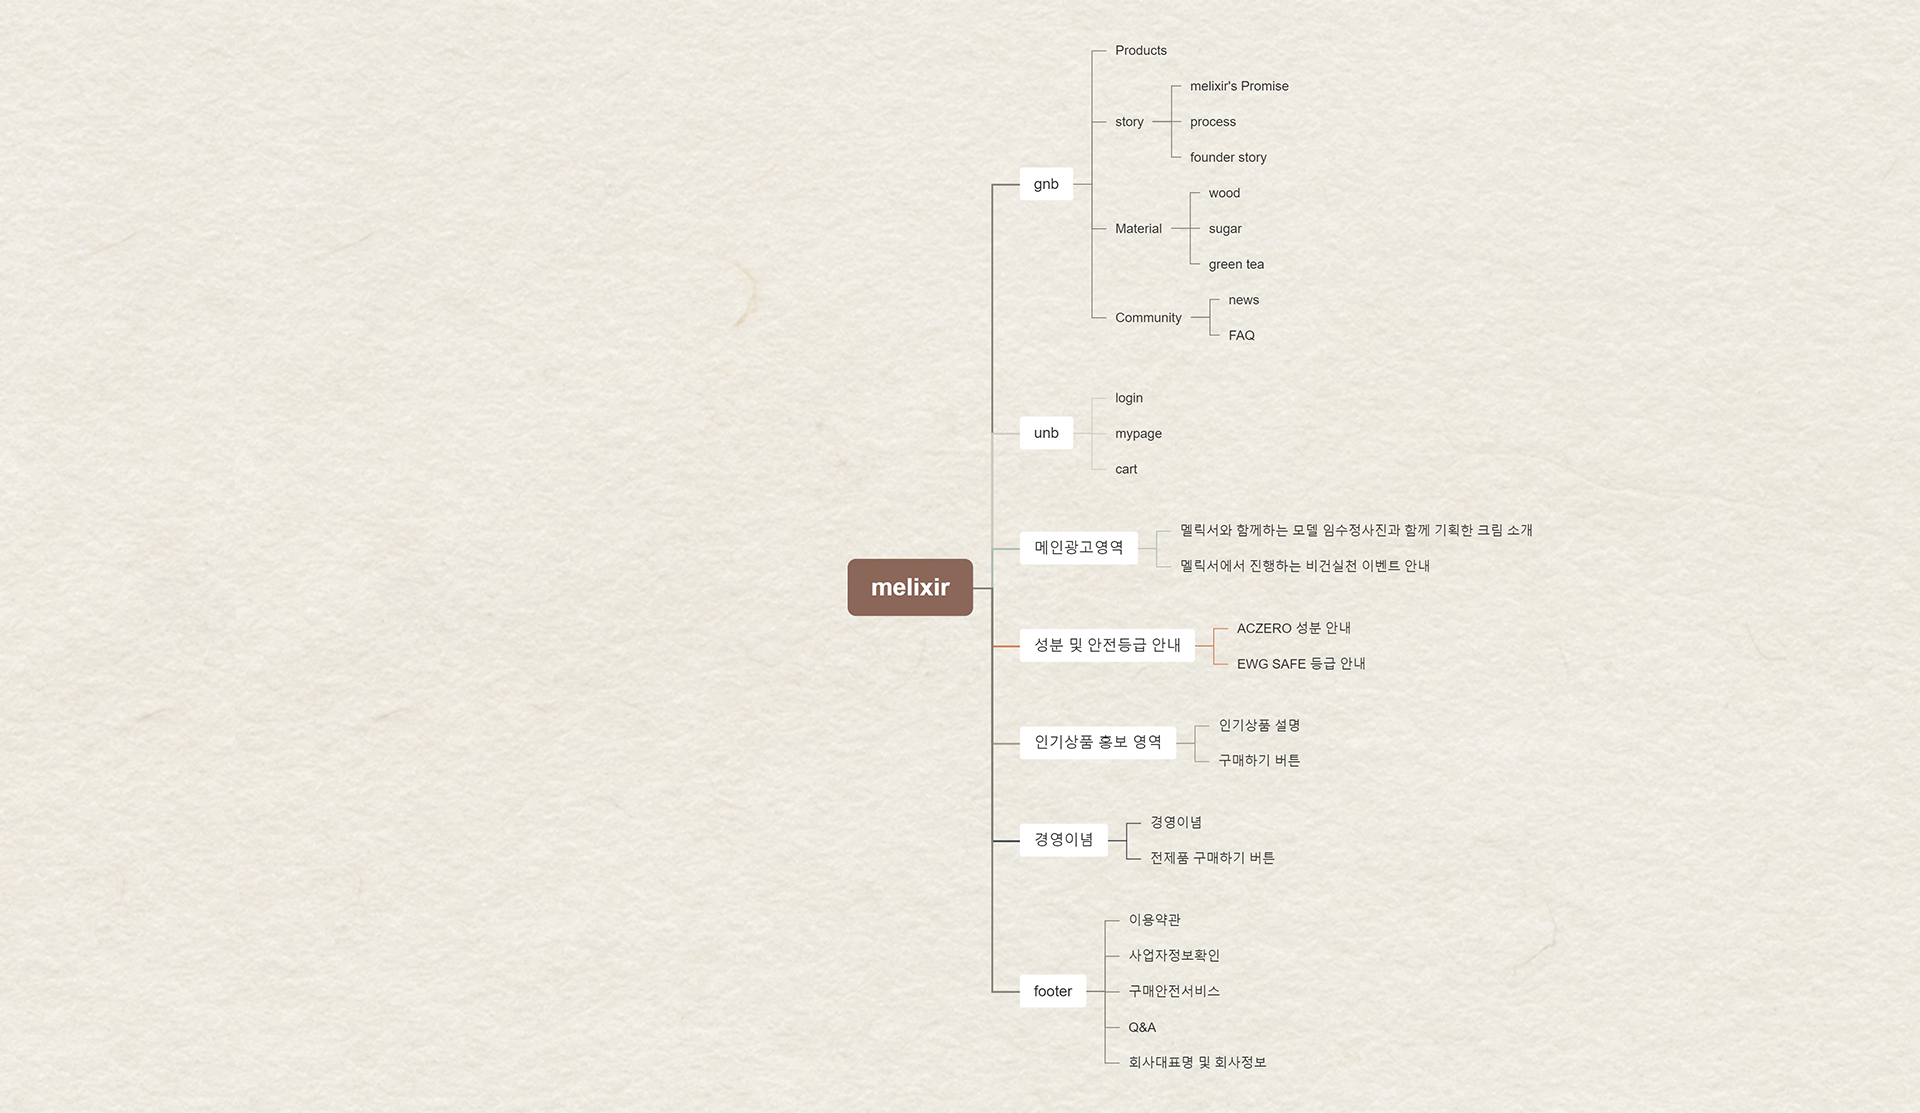 melixir
gnb
Products
story
melixir's Promise
process
founder story
Material
wood
sugar
green tea
Community
news
FAQ
unb
login
mypage
cart
메인광고영역
멜릭서와 함께하는 모델 임수정사진과 함께 기획한 크림 소개
멜릭서에서 진행하는 비건실천 이벤트 안내
성분 및 안전등급 안내
ACZERO 성분 안내
EWG SAFE 등급 안내
인기상품 홍보 영역
인기상품 설명
구매하기 버튼
경영이념
경영이념
전제품 구매하기 버튼
footer
이용약관
사업자정보확인
구매안전서비스
Q&A
회사대표명 및 회사정보